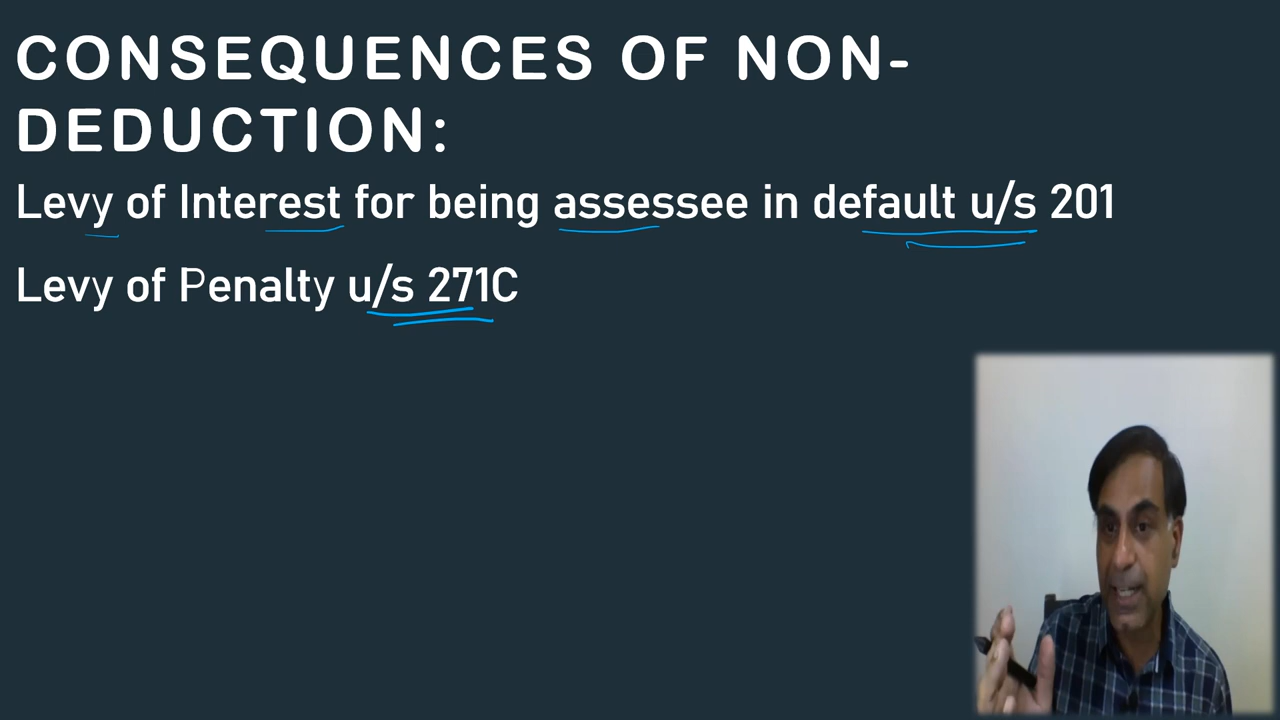 CONSEQUENCES OF NON-
DEDUCTION:
Levy of Interest for being assessee in default u/s 201
Levy of Penalty u/s 271C